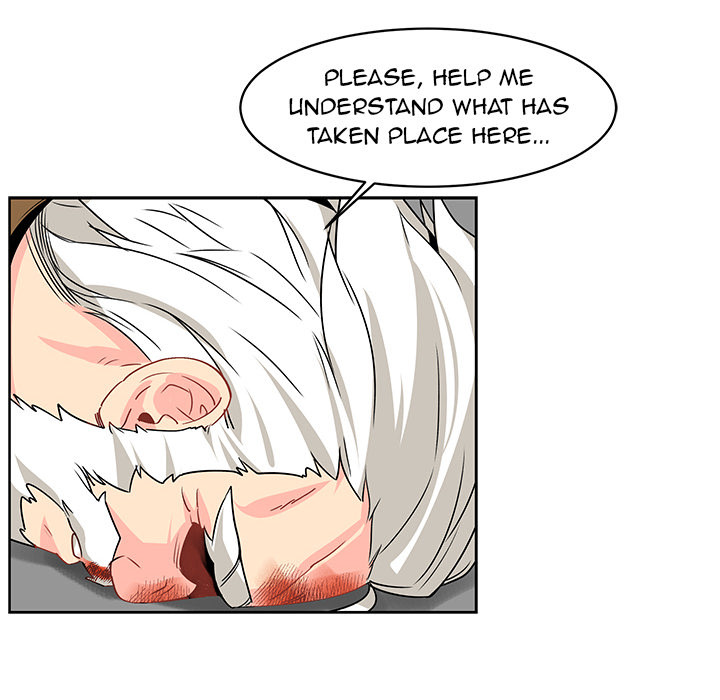 PLEASE, HELP ME
UNDERSTAND WHAT HAS
TAKEN PLACE HERE...